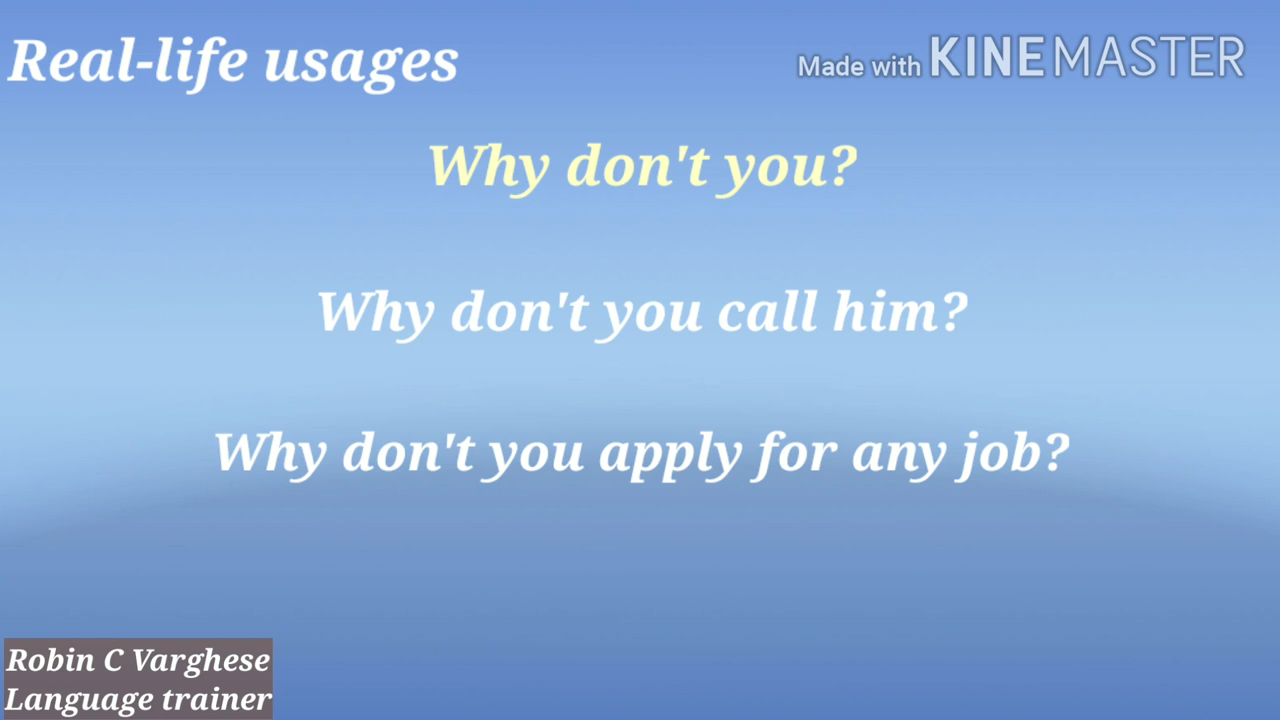 Real-life usages
Made with KINEMASTER
Why don't you?
Why don't you call him?
Why don't you apply for any job?
Robin C Varghese
Language trainer